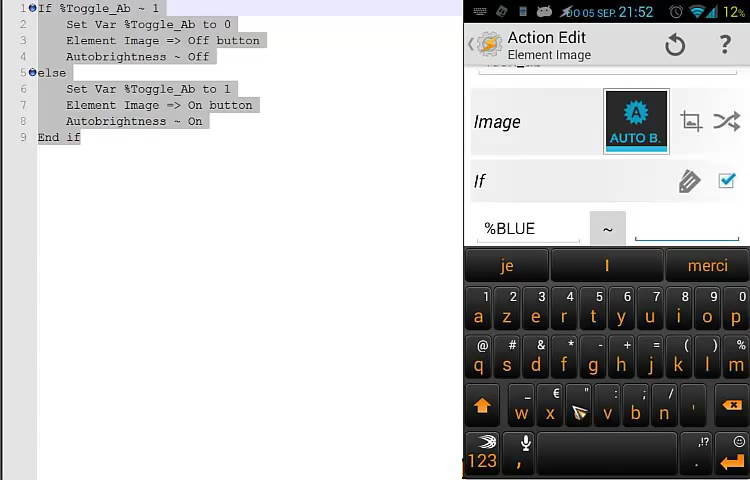 1 If %Toggle_Ab ~ 1
2 Set Var %Toggle_Ab to 0
3 Element Image => Off button
4 Autobrightness ~ Off
5 else
6 Set Var %Toggle_Ab to 1
7 Element Image => On button
8 Autobrightness ~ On
9 End if
DO 05 SEP. 21:52 12%
Action Edit
Element Image
?
Image
A
AUTO B.
If
%BLUE ~
je I merci
1 2 3 4 5 6 7 8 9 0
a z e r t y u i o p
@ # & * - + = ( ) %
q s d f g h j k l m
_ € " : ; /
w x v b n '
,!?
123 , .